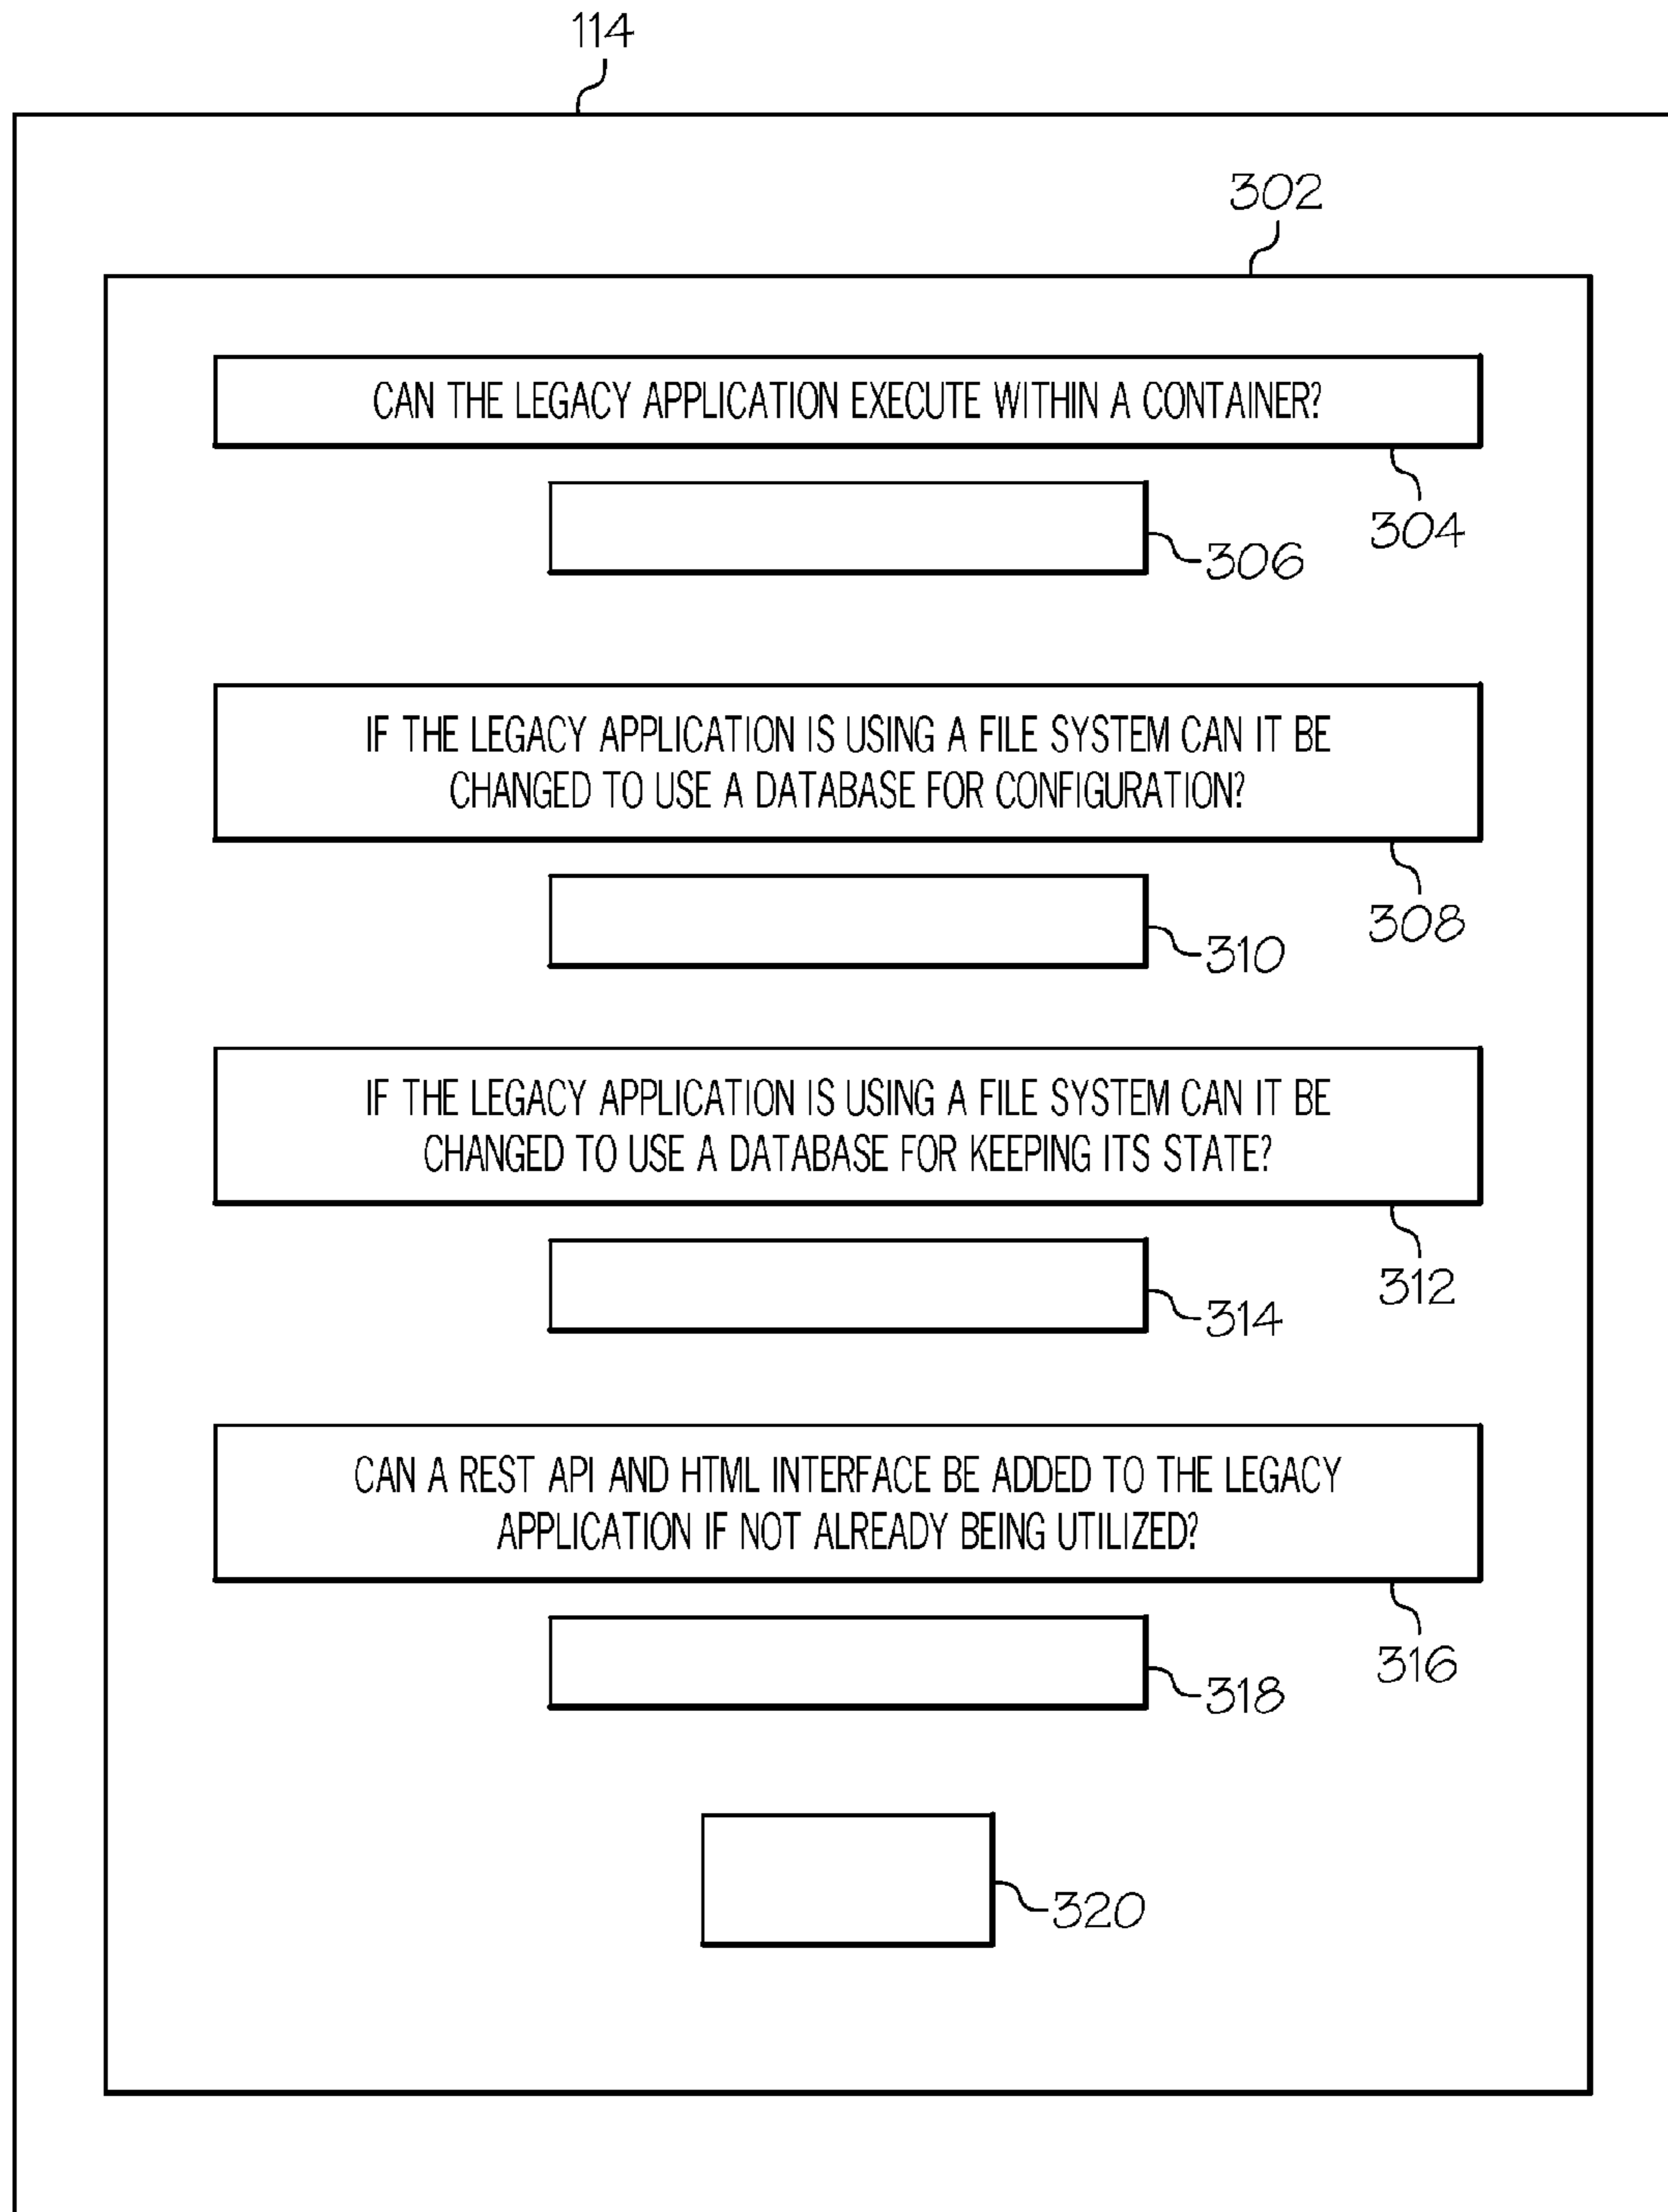 114
302
CAN THE LEGACY APPLICATION EXECUTE WITHIN A CONTAINER?
304
306
IF THE LEGACY APPLICATION IS USING A FILE SYSTEM CAN IT BE
CHANGED TO USE A DATABASE FOR CONFIGURATION?
308
310
IF THE LEGACY APPLICATION IS USING A FILE SYSTEM CAN IT BE
CHANGED TO USE A DATABASE FOR KEEPING ITS STATE?
312
314
CAN A REST API AND HTML INTERFACE BE ADDED TO THE LEGACY
APPLICATION IF NOT ALREADY BEING UTILIZED?
316
318
320